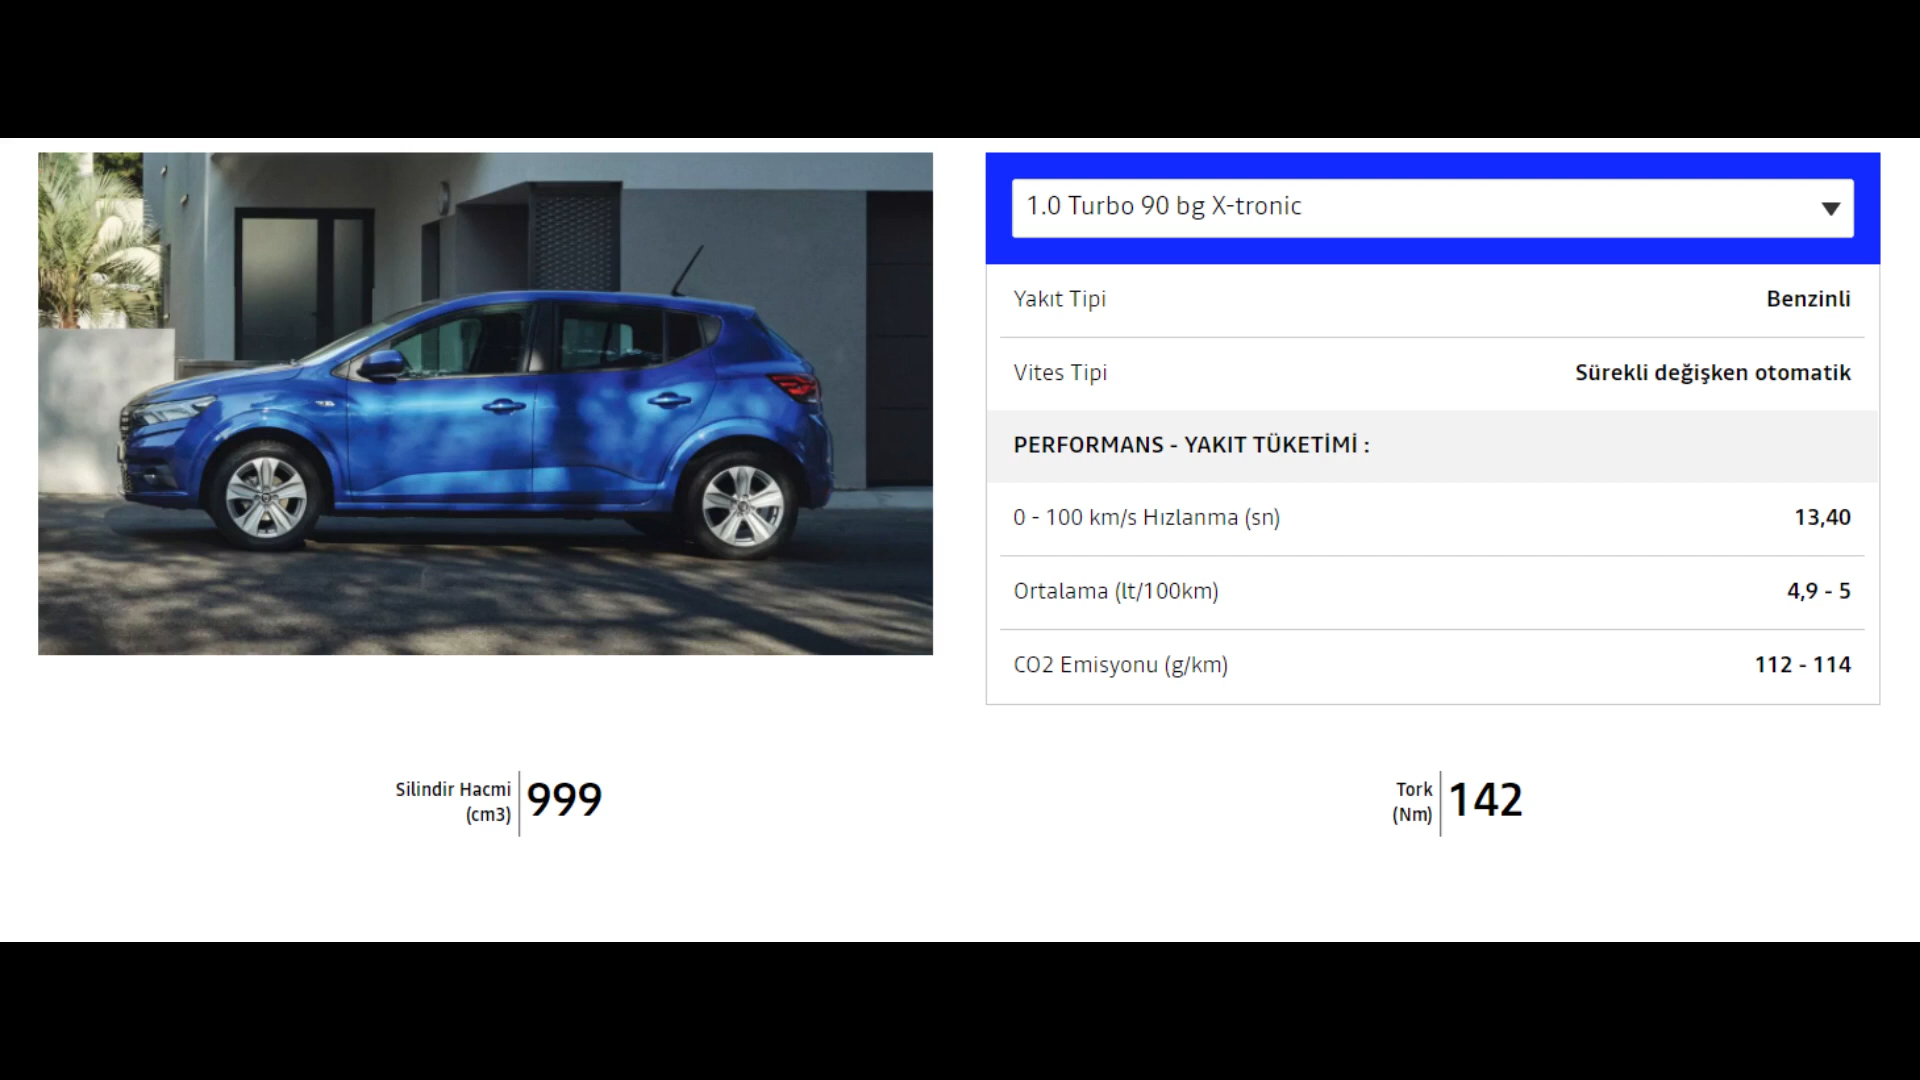 1.0 Turbo 90 bg X-tronic
Yakıt Tipi Benzinli
Vites Tipi Sürekli değişken otomatik
PERFORMANS - YAKIT TÜKETİMİ :
0 - 100 km/s Hızlanma (sn) 13,40
Ortalama (lt/100km) 4,9 - 5
CO2 Emisyonu (g/km) 112 - 114
Silindir Hacmi
(cm3)
999
Tork
(Nm)
142